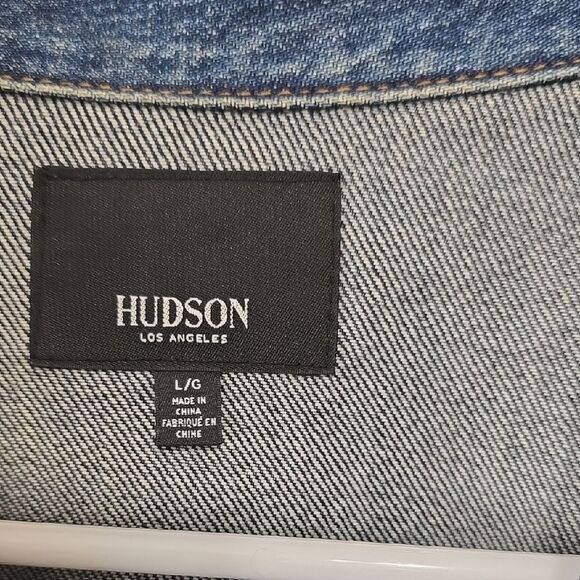 HUDSON
LOS ANGELES
L/G
MADE IN
CHINA
FABRIQUÉ EN
CHINE